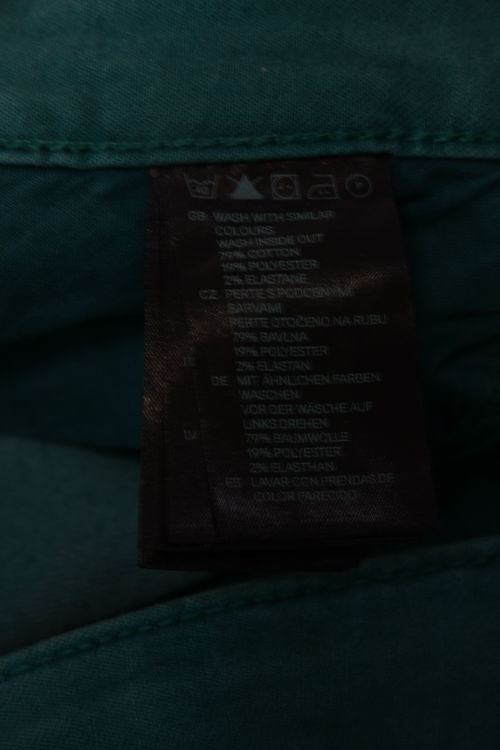 40
P
GB WASH WITH SIMILAR
COLOURS
WASH INSIDE OUT
79% COTTON
19% POLYESTER
2% ELASTANE
CZ PERTE S PODOBNÝMI
BARVAMI
PERTE OTOČENO NA RUBU
79% BAVLNA
19% POLYESTER
2% ELASTAN
DE MIT ÄHNLICHEN FARBEN
WASCHEN
VOR DER WÄSCHE AUF
LINKS DREHEN
79% BAUMWOLLE
19% POLYESTER
2% ELASTHAN
ES LAVAR CON PRENDAS DE
COLOR PARECIDO